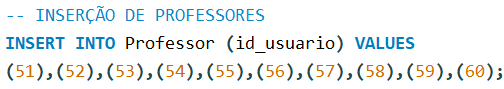 -- INSERÇÃO DE PROFESSORES
INSERT INTO Professor (id_usuario) VALUES
(51),(52),(53),(54),(55),(56),(57),(58),(59),(60);